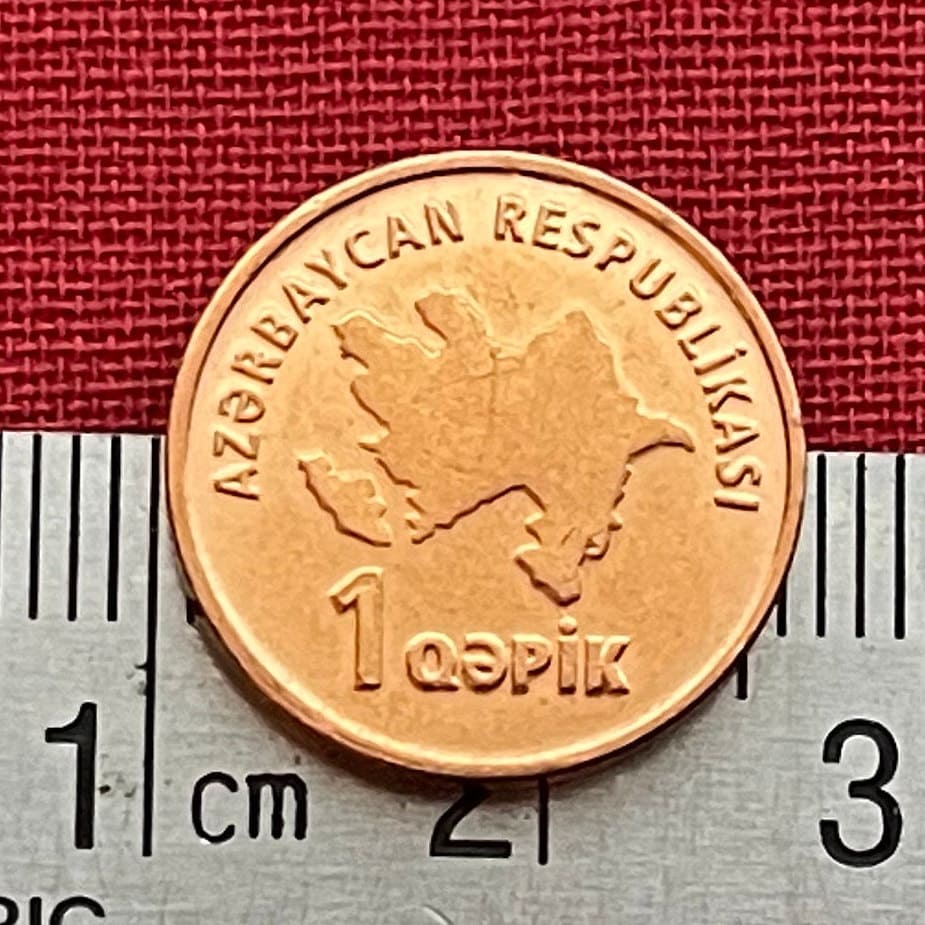 AZƏRBAYCAN RESPUBLİKASI
1 QƏPİK
1 cm 2 3